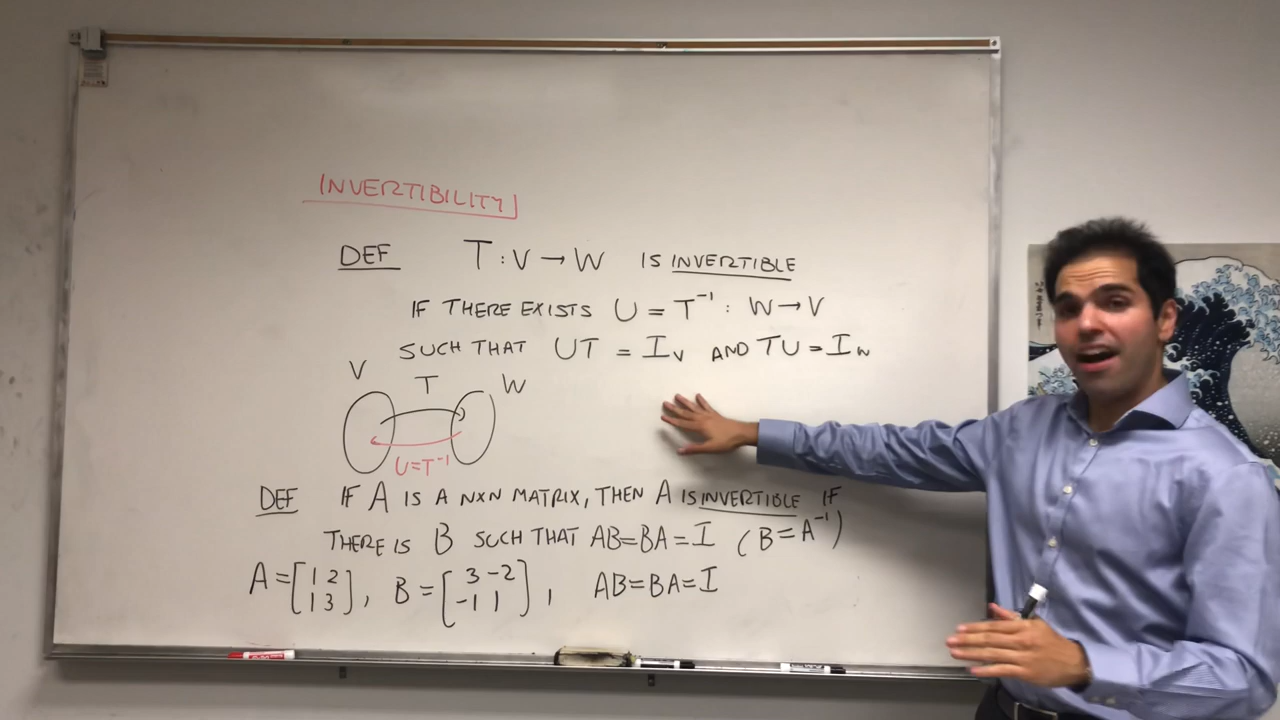 INVERTIBILITY
DEF T : V → W IS INVERTIBLE
IF THERE EXISTS U = T⁻¹ : W → V
SUCH THAT UT = I_V AND TU = I_W
V T W
U=T⁻¹
DEF IF A IS A NXN MATRIX, THEN A IS INVERTIBLE IF
THERE IS B SUCH THAT AB=BA=I (B=A⁻¹)
A = [1 2
1 3], B = [3 -2
-1 1], AB=BA=I